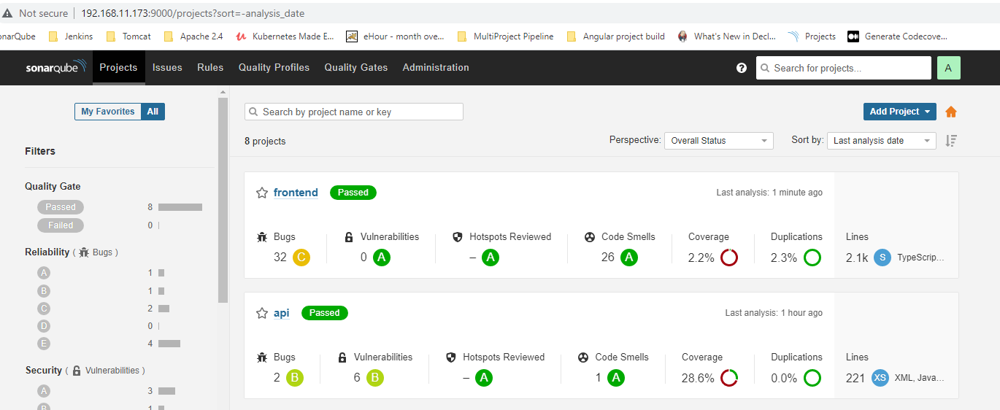 Not secure 192.168.11.173:9000/projects?sort=-analysis_date
onarQube Jenkins Tomcat Apache 2.4 Kubernetes Made E... eHour - month ove... MultiProject Pipeline Angular project build What's New in Decl... Projects Generate Codecove...
sonarqube Projects Issues Rules Quality Profiles Quality Gates Administration ? Search for projects... A
My Favorites All
Search by project name or key
Add Project
8 projects
Perspective: Overall Status Sort by: Last analysis date
Filters
Quality Gate
Passed 8
Failed 0
Reliability ( Bugs )
A 1
B 1
C 2
D 0
E 4
Security ( Vulnerabilities )
A 3
B 1
frontend Passed Last analysis: 1 minute ago
Bugs Vulnerabilities Hotspots Reviewed Code Smells Coverage Duplications Lines
32 C 0 A – A 26 A 2.2% 2.3% 2.1k S TypeScrip...
api Passed Last analysis: 1 hour ago
Bugs Vulnerabilities Hotspots Reviewed Code Smells Coverage Duplications Lines
2 B 6 B – A 1 A 28.6% 0.0% 221 XS XML, Java...